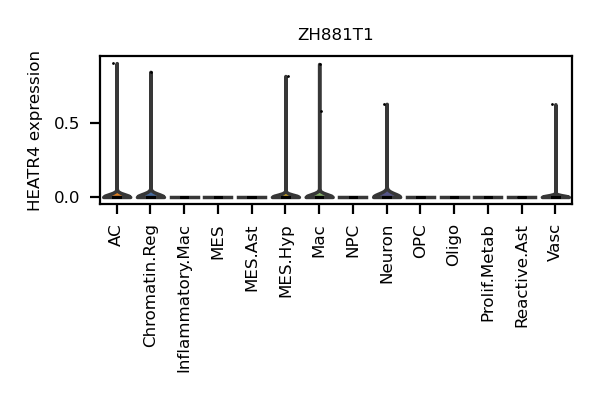 ZH881T1
HEATR4 expression
0.5
0.0
AC
Chromatin.Reg
Inflammatory.Mac
MES
MES.Ast
MES.Hyp
Mac
NPC
Neuron
OPC
Oligo
Prolif.Metab
Reactive.Ast
Vasc